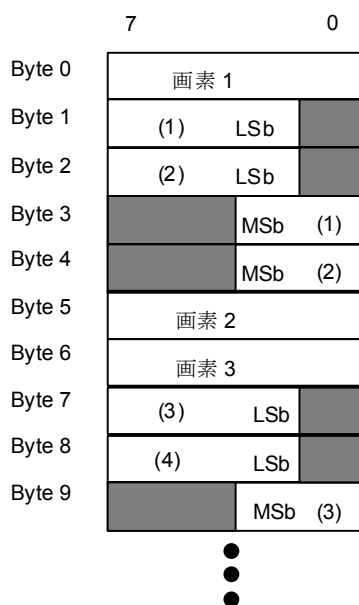 7 0
Byte 0 画素 1
Byte 1 (1) LSb
Byte 2 (2) LSb
Byte 3 MSb (1)
Byte 4 MSb (2)
Byte 5 画素 2
Byte 6 画素 3
Byte 7 (3) LSb
Byte 8 (4) LSb
Byte 9 MSb (3)